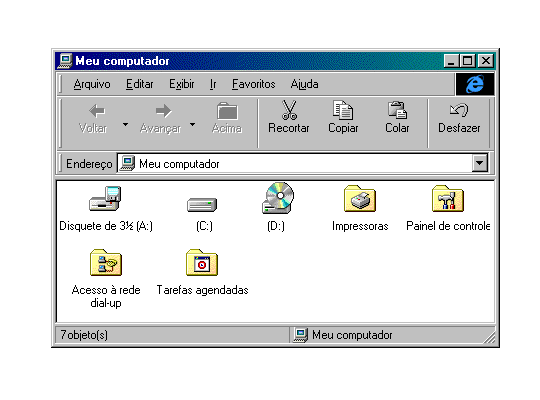 Meu computador
Arquivo Editar Exibir Ir Favoritos Ajuda
Voltar Avançar Acima Recortar Copiar Colar Desfazer
Endereço Meu computador
Disquete de 3½ (A:) (C:) (D:) Impressoras Painel de controle
Acesso à rede
dial-up
Tarefas agendadas
7 objeto(s) Meu computador